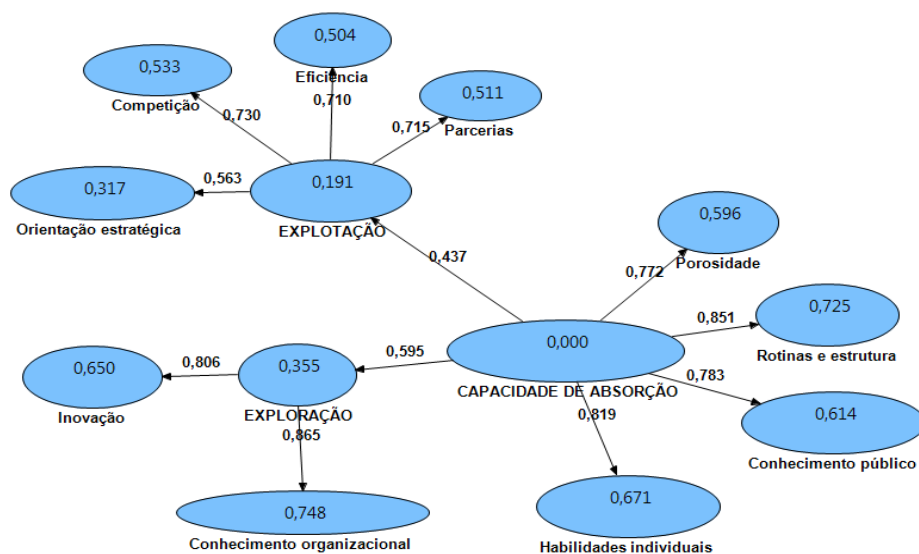 0,504
Eficiência
0,533
Competição
0,710
0,511
Parcerias
0,730
0,715
0,317
Orientação estratégica
0,563
0,191
EXPLOTAÇÃO
0,596
Porosidade
0,437
0,772
0,725
Rotinas e estrutura
0,851
0,000
CAPACIDADE DE ABSORÇÃO
0,595
0,650
Inovação
0,806
0,355
EXPLORAÇÃO
0,865
0,783
0,819
0,614
Conhecimento público
0,748
Conhecimento organizacional
0,671
Habilidades individuais